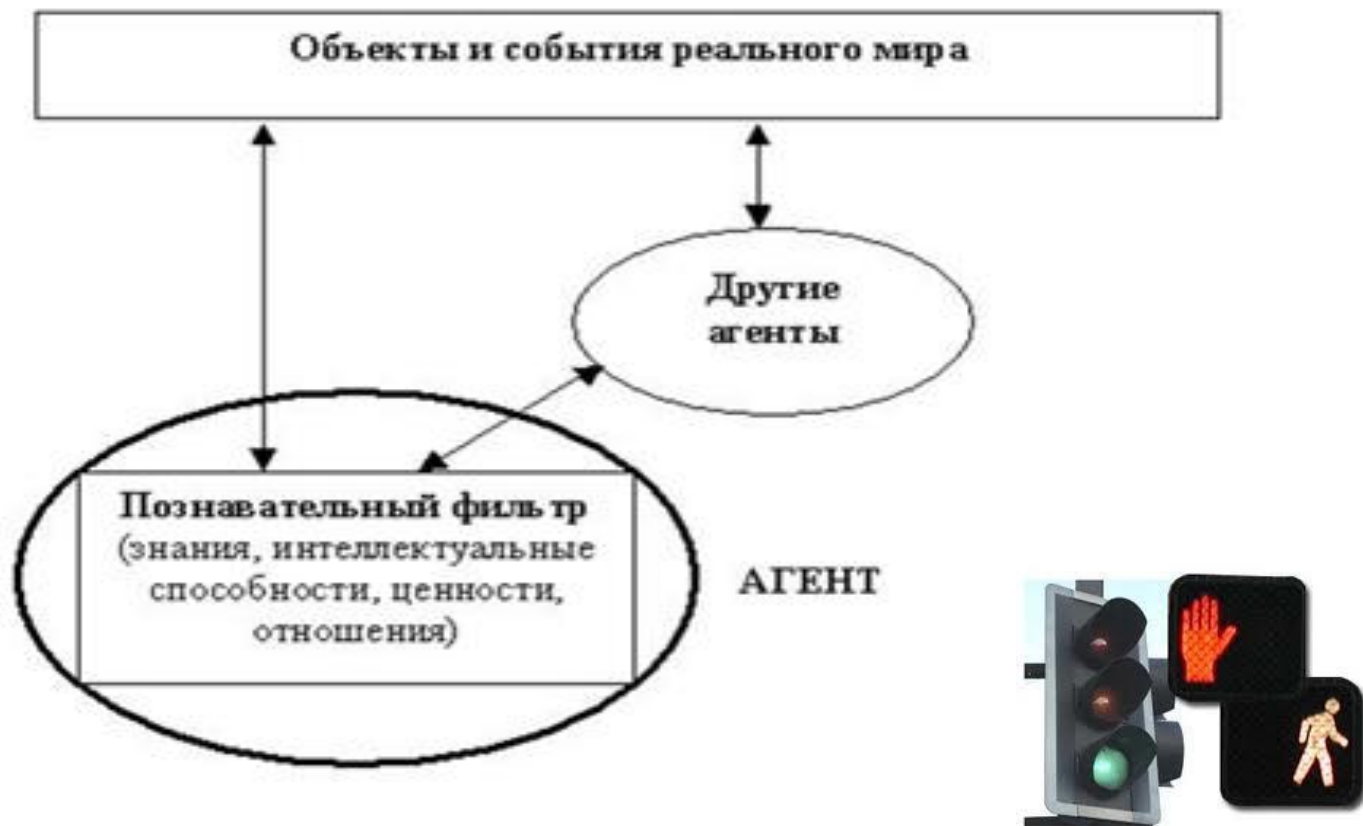 Объекты и события реального мира
Другие
агенты
Познавательный фильтр
(знания, интеллектуальные
способности, ценности,
отношения)
АГЕНТ